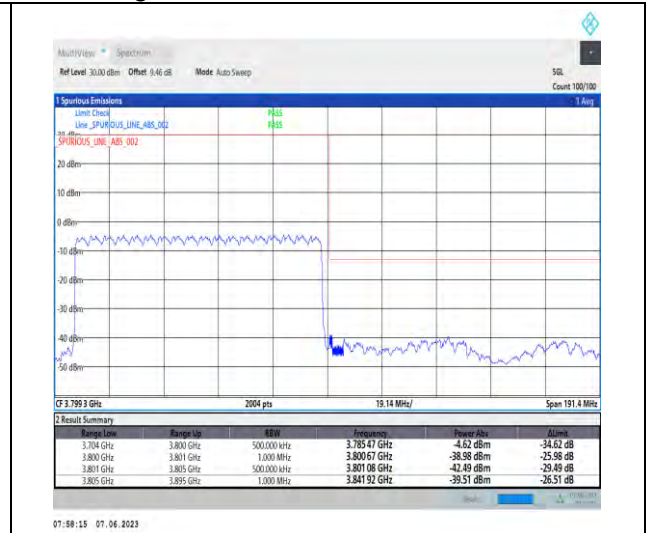 MultiView Spectrum
Ref Level 30.00 dBm Offset 9.46 dB Mode Auto Sweep SGL
Count 100/100
1 Spurious Emissions 1 Avg
Limit Check PASS
Line _SPURIOUS_LINE_ABS_002 PASS
SPURIOUS_LINE_ABS_002
20 dBm
10 dBm
0 dBm
-10 dBm
-20 dBm
-30 dBm
-40 dBm
-50 dBm
CF 3.799 3 GHz 2004 pts 19.14 MHz/ Span 191.4 MHz
2 Result Summary
Range Low Range Up RBW Frequency Power Abs ΔLimit
3.704 GHz 3.800 GHz 500.000 kHz 3.785 47 GHz -4.62 dBm -34.62 dB
3.800 GHz 3.801 GHz 1.000 MHz 3.800 67 GHz -38.98 dBm -25.98 dB
3.801 GHz 3.805 GHz 500.000 kHz 3.801 08 GHz -42.49 dBm -29.49 dB
3.805 GHz 3.895 GHz 1.000 MHz 3.841 92 GHz -39.51 dBm -26.51 dB
07:58:15 07.06.2023